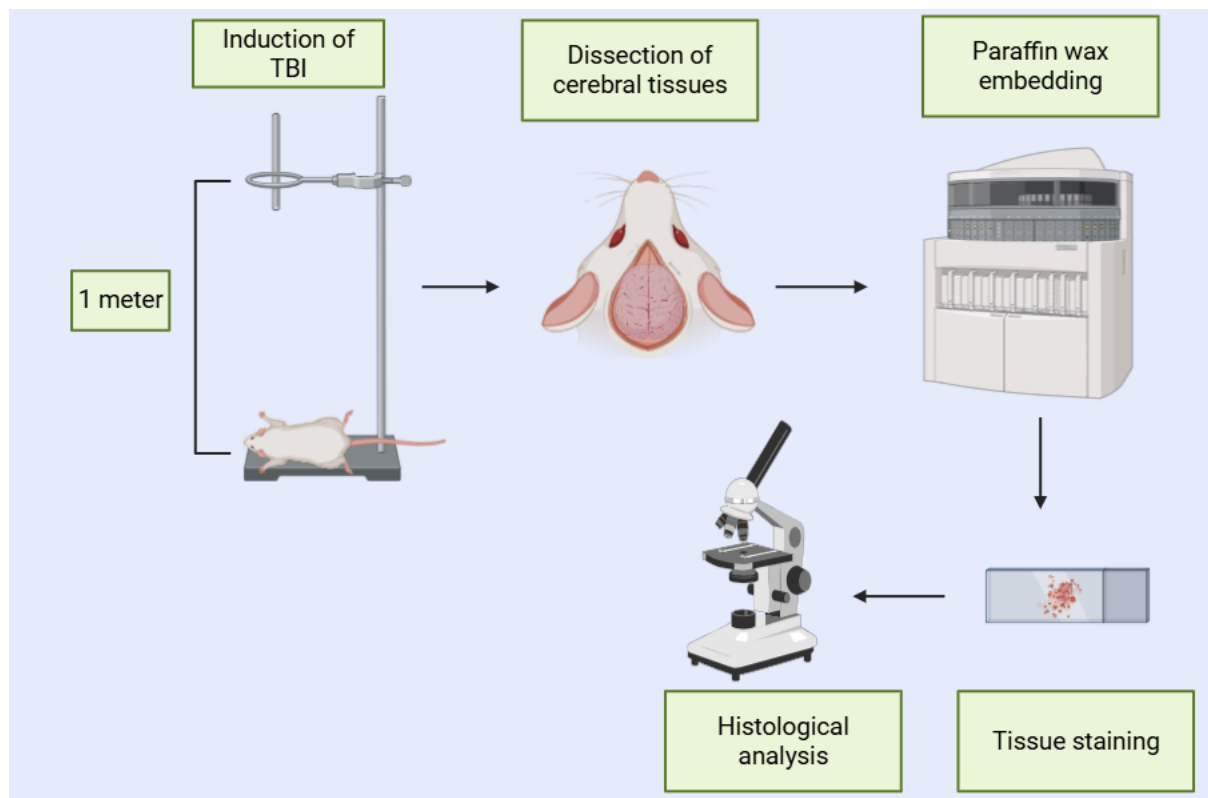 Induction of
TBI
Dissection of
cerebral tissues
Paraffin wax
embedding
1 meter
Histological
analysis
Tissue staining